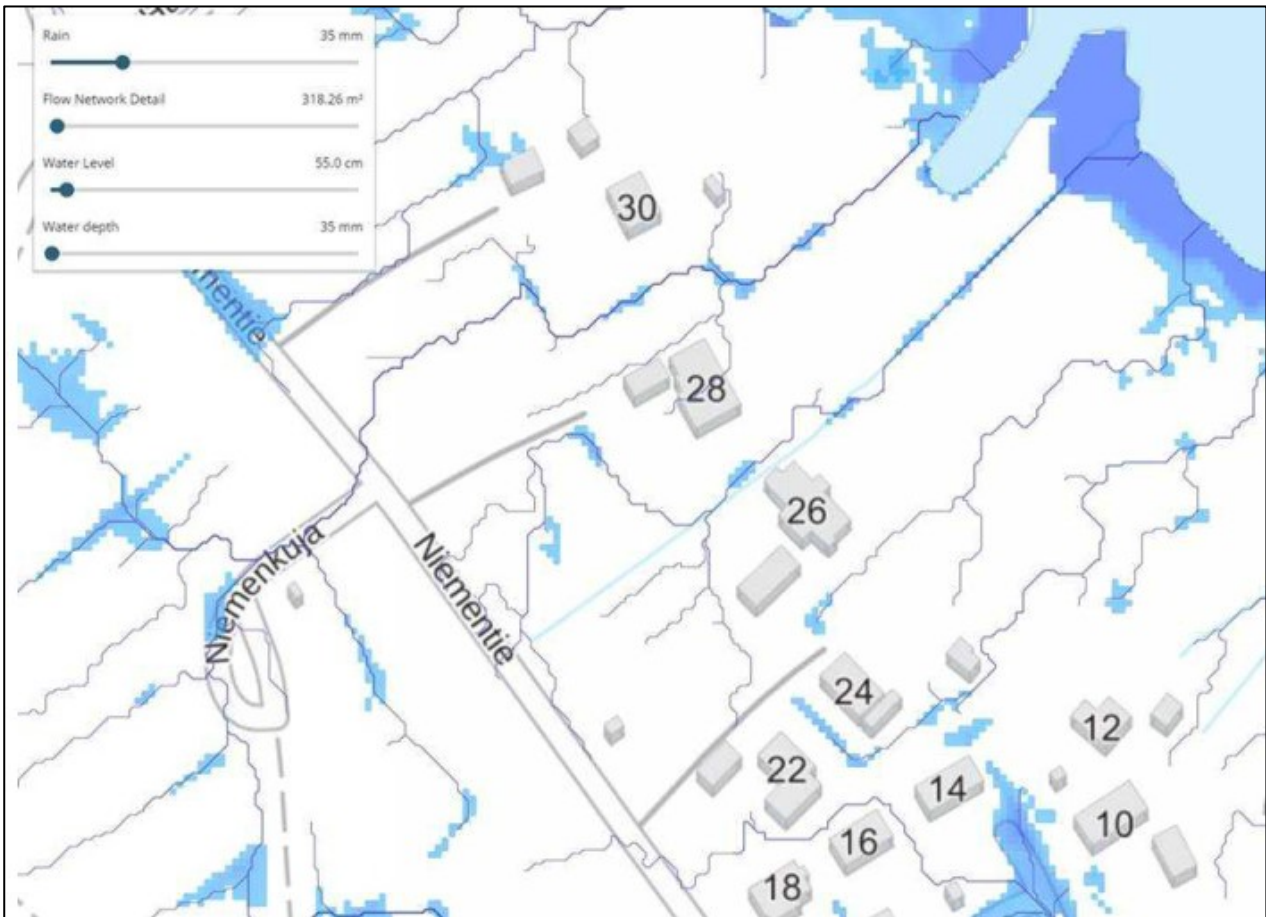 Rain 35 mm
Flow Network Detail 318.26 m²
Water Level 55.0 cm
Water depth 35 mm
30
mentie
28
26
Niemenkuja
Niementie
24
12
22
14
10
16
18